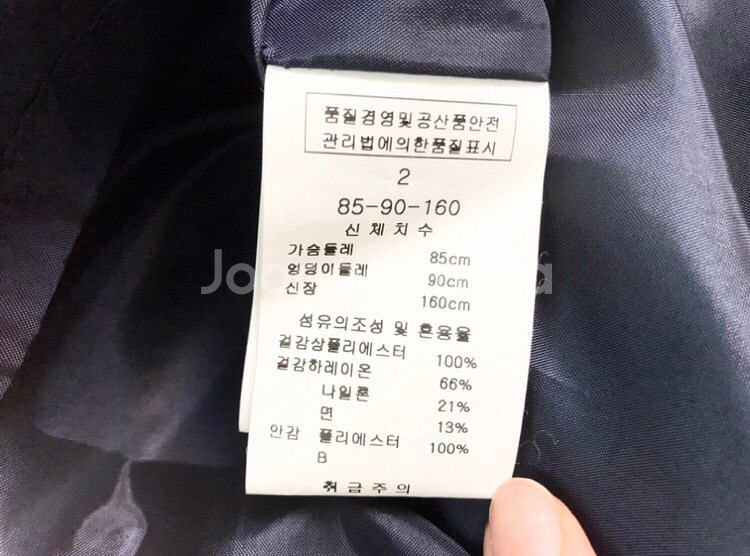 품질경영및공산품안전
관리법에의한품질표시
2
85-90-160
신체치수
가슴둘레 85cm
엉덩이둘레 90cm
신장 160cm
섬유의조성 및 혼용율
겉감상폴리에스터 100%
겉감하레이온 66%
나일론 21%
면 13%
안감 폴리에스터 100%
B
취급주의